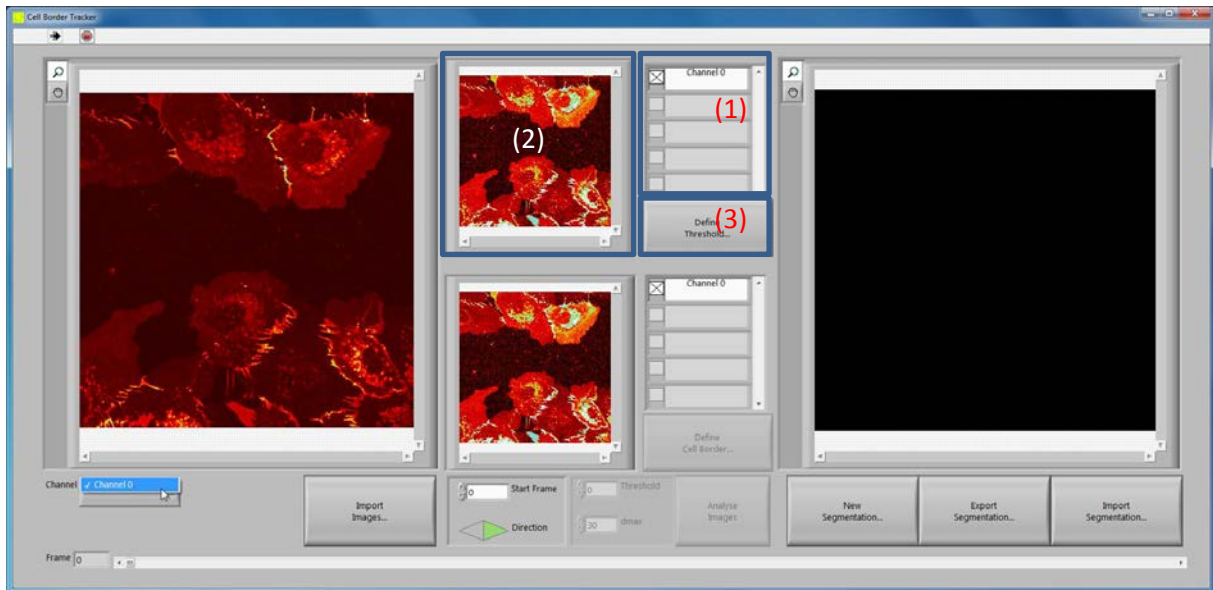 Cell Border Tracker
Channel 0
(1)
(2)
Define
Threshold...
(3)
Channel 0
Define
Cell Border...
Channel
✓ Channel 0
Import
Images...
0
Start Frame
Direction
0
Threshold
30
dmax
Analyse
Images
New
Segmentation...
Export
Segmentation...
Import
Segmentation...
Frame
0